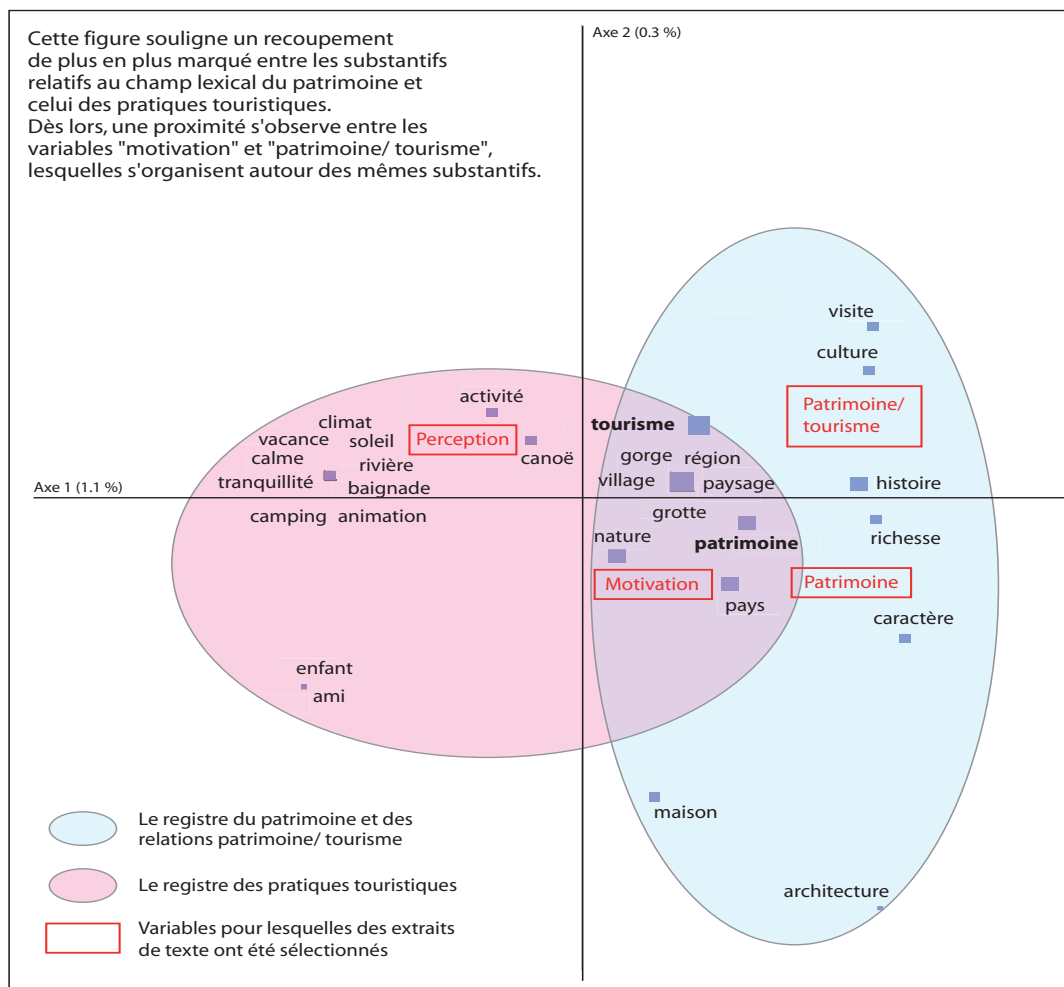 Cette figure souligne un recoupement
de plus en plus marqué entre les substantifs
relatifs au champ lexical du patrimoine et
celui des pratiques touristiques.
Dès lors, une proximité s'observe entre les
variables "motivation" et "patrimoine/ tourisme",
lesquelles s'organisent autour des mêmes substantifs.
Axe 2 (0.3 %)
visite
culture
Patrimoine/
tourisme
activité
climat
tourisme
vacance
soleil
Perception
calme
rivière
canoë
gorge
région
tranquillité
baignade
village
paysage
histoire
Axe 1 (1.1 %)
camping
animation
grotte
nature
patrimoine
richesse
Motivation
pays
Patrimoine
caractère
enfant
ami
maison
architecture
Le registre du patrimoine et des
relations patrimoine/ tourisme
Le registre des pratiques touristiques
Variables pour lesquelles des extraits
de texte ont été sélectionnés